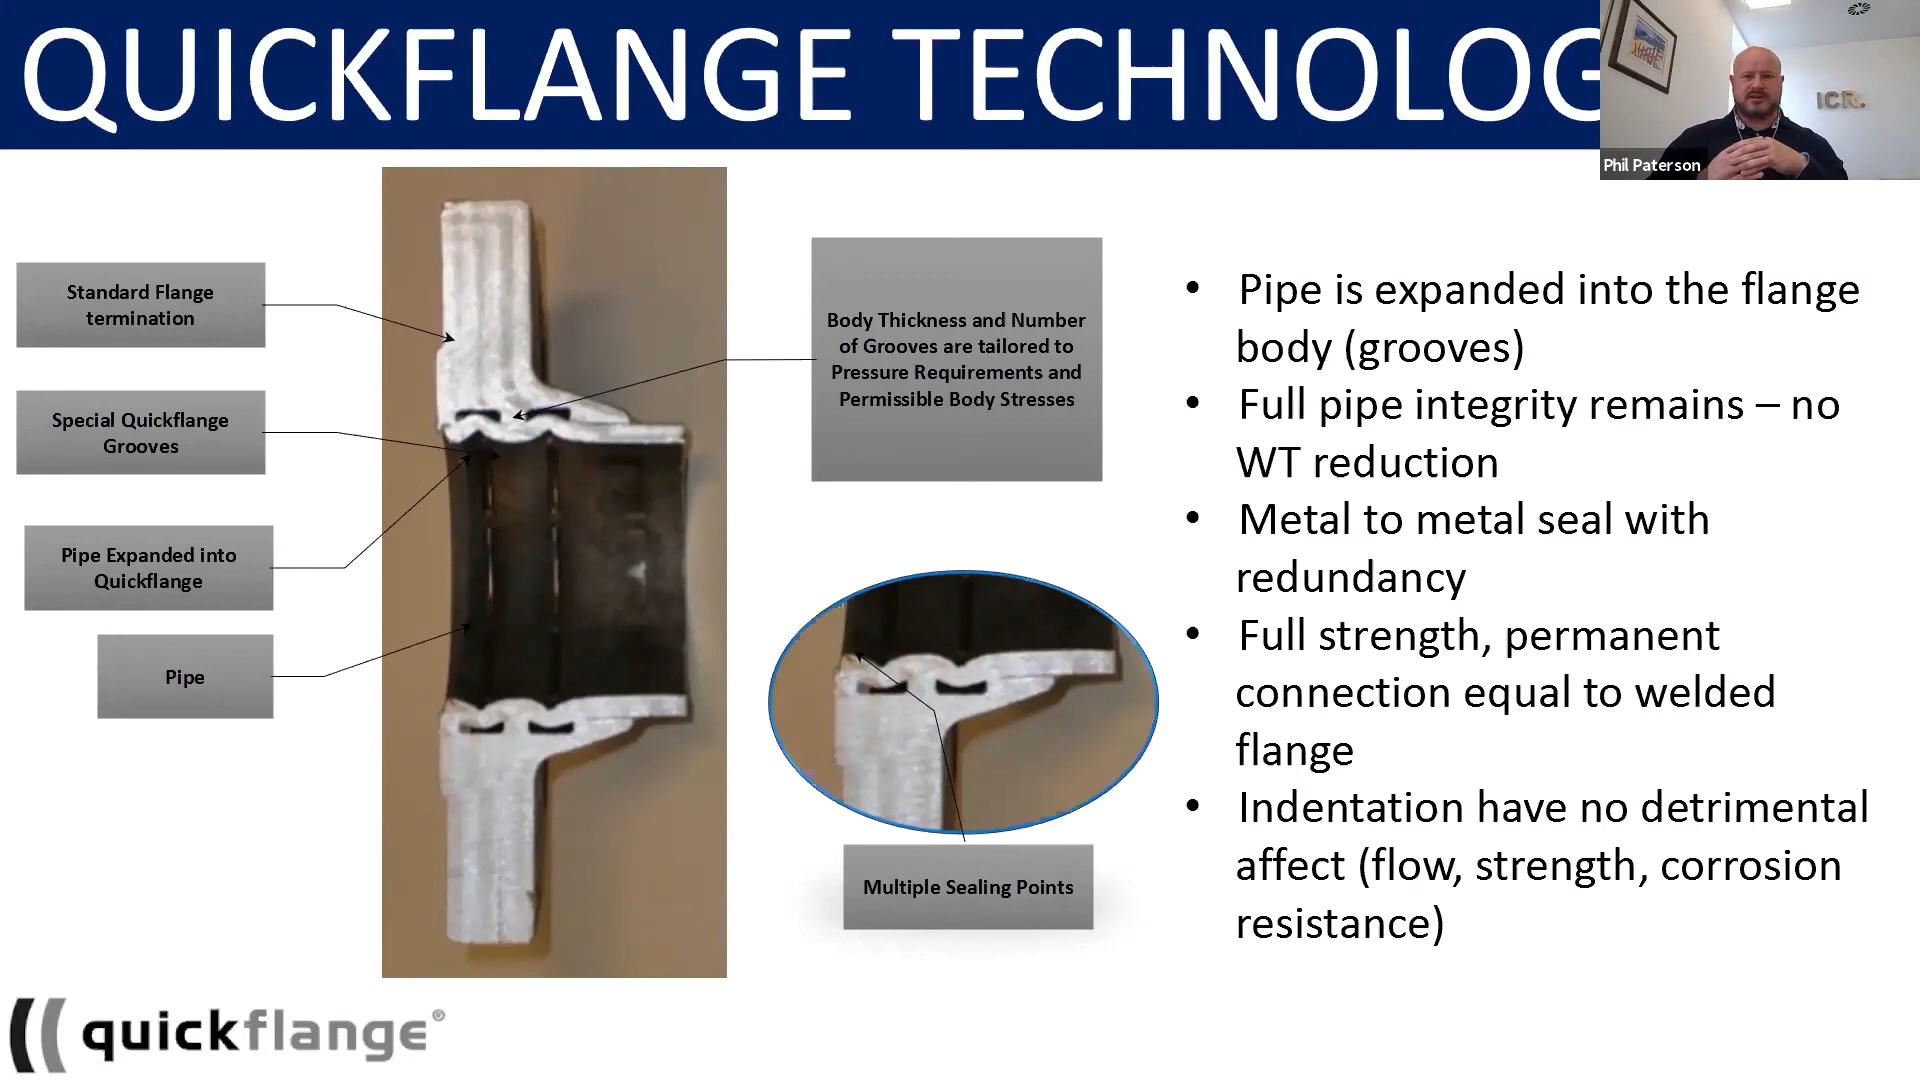 QUICKFLANGE TECHNOLOG
ICR.
Phil Paterson
Standard Flange
termination
Special Quickflange
Grooves
Pipe Expanded into
Quickflange
Pipe
Body Thickness and Number
of Grooves are tailored to
Pressure Requirements and
Permissible Body Stresses
Multiple Sealing Points
• Pipe is expanded into the flange
body (grooves)
• Full pipe integrity remains – no
WT reduction
• Metal to metal seal with
redundancy
• Full strength, permanent
connection equal to welded
flange
• Indentation have no detrimental
affect (flow, strength, corrosion
resistance)
quickflange®